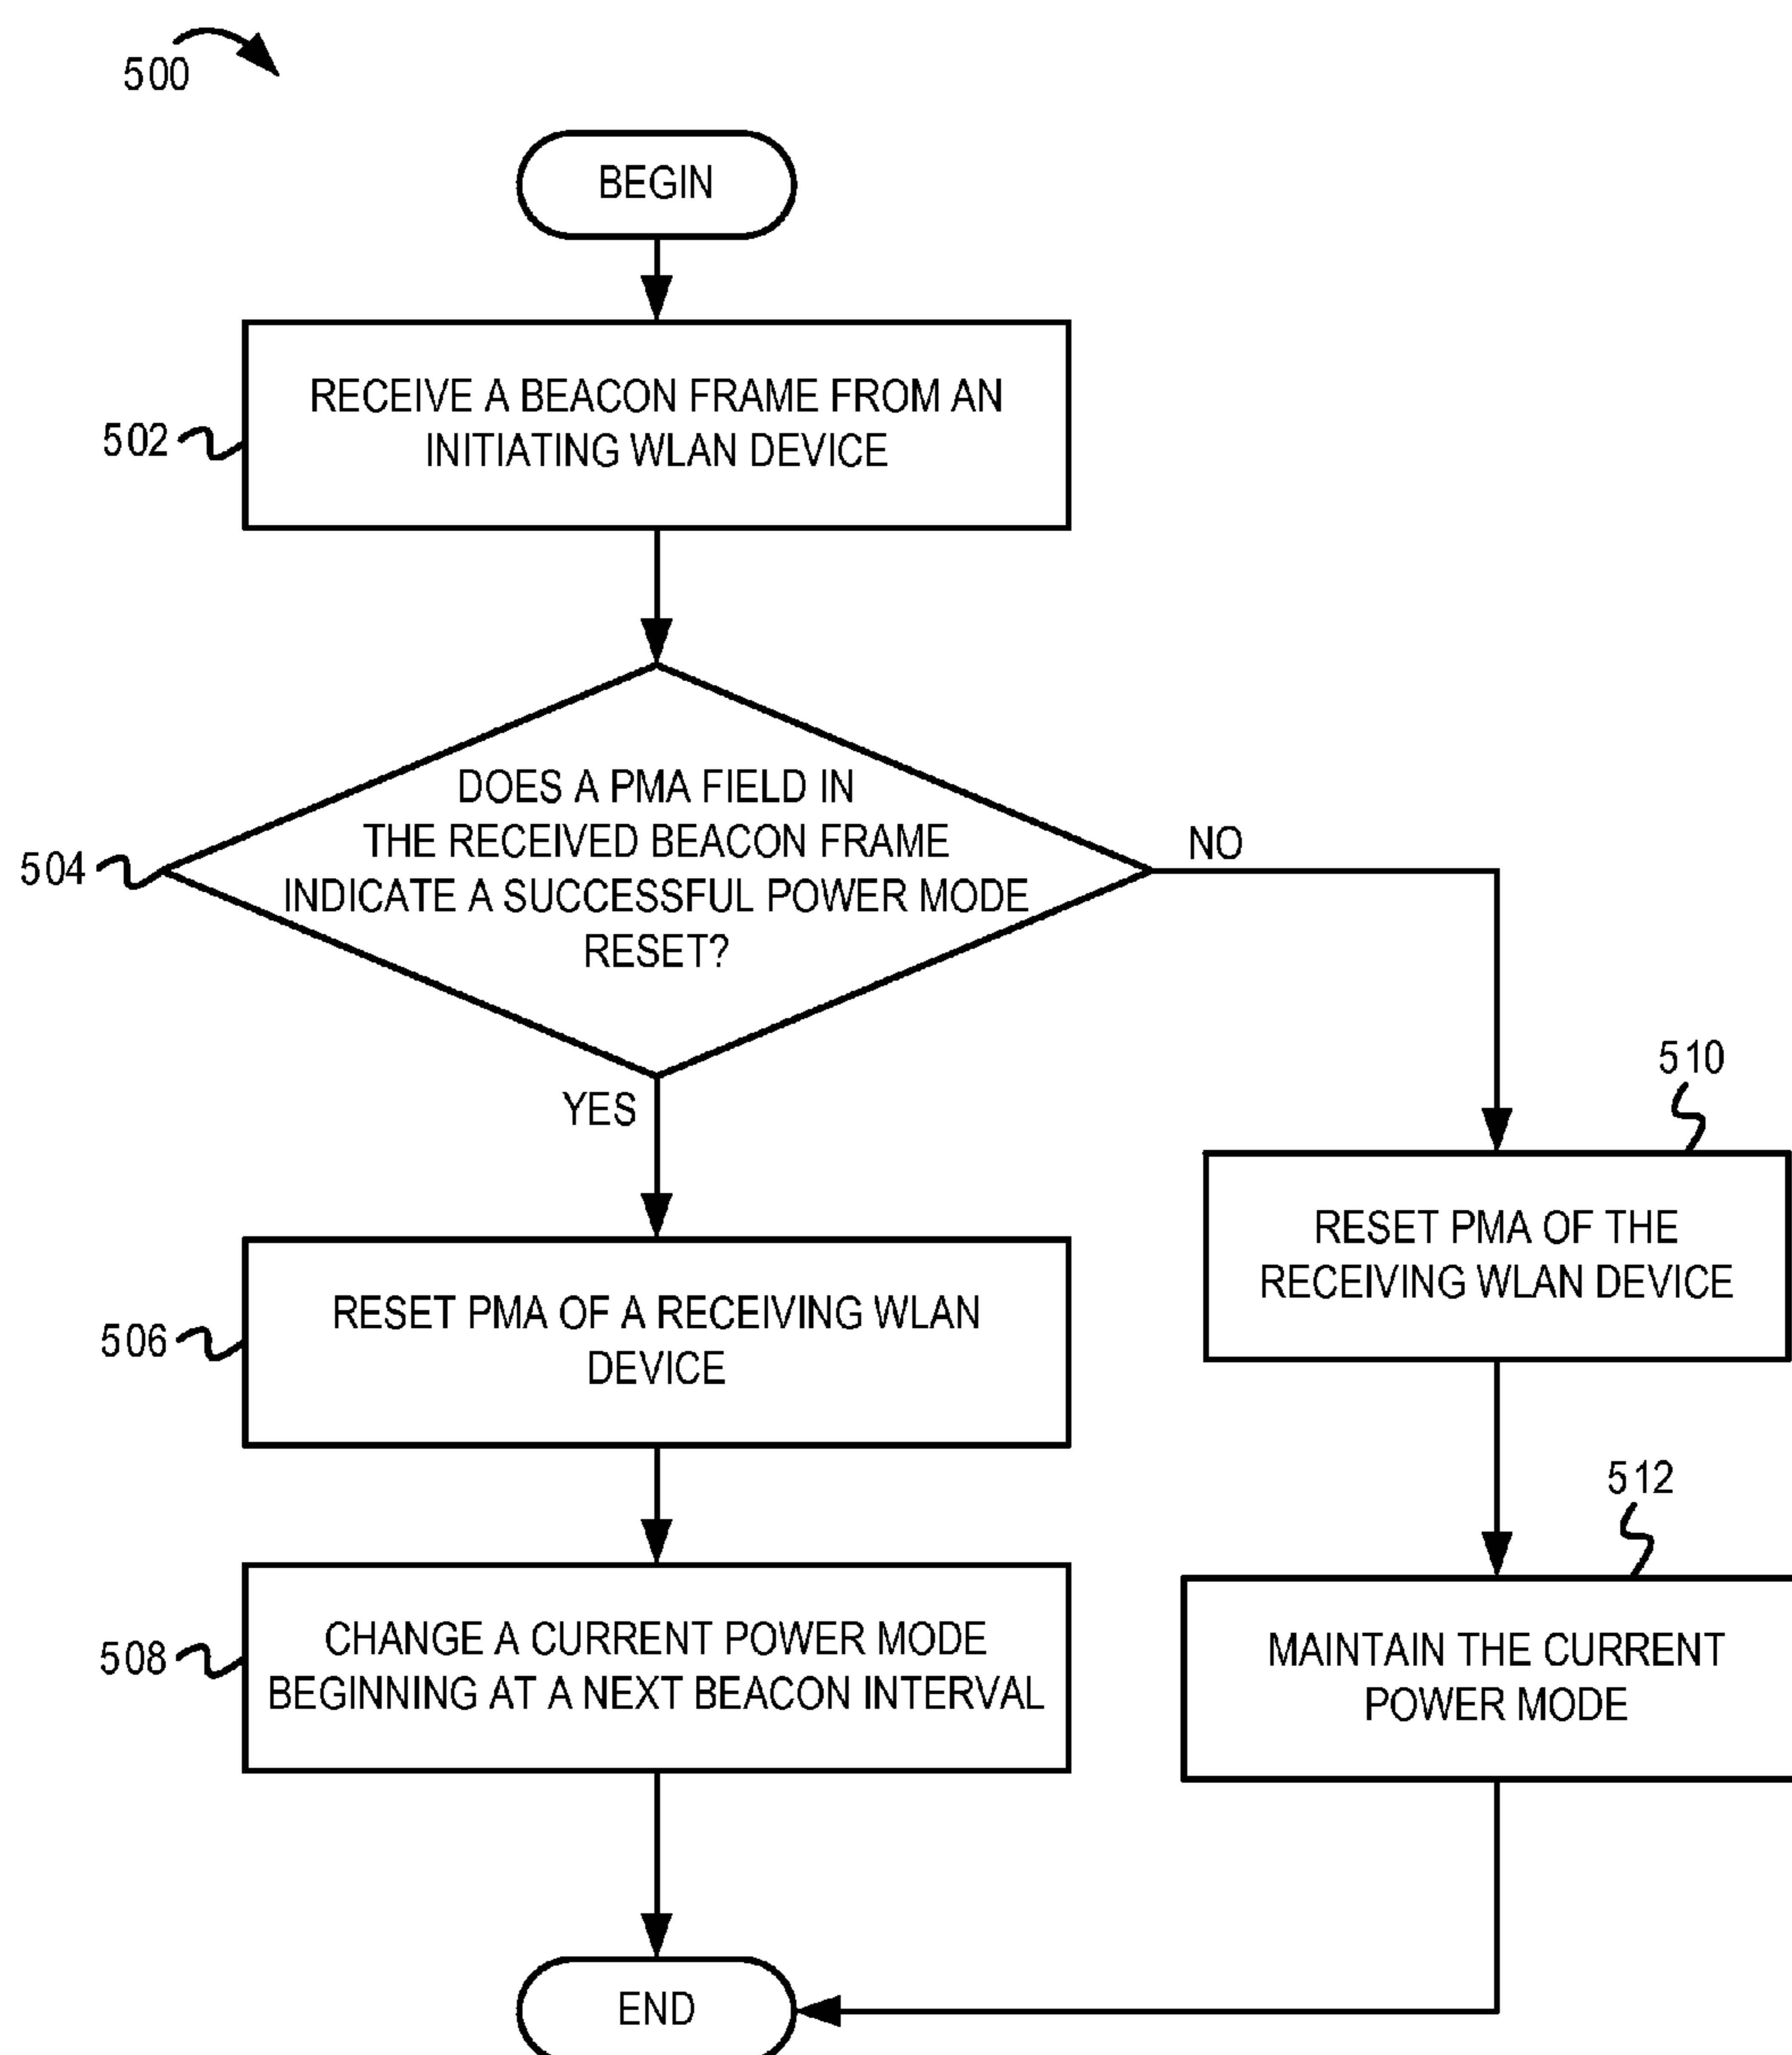 500
BEGIN
502
RECEIVE A BEACON FRAME FROM AN
INITIATING WLAN DEVICE
504
DOES A PMA FIELD IN
THE RECEIVED BEACON FRAME
INDICATE A SUCCESSFUL POWER MODE
RESET?
NO
YES
510
RESET PMA OF THE
RECEIVING WLAN DEVICE
506
RESET PMA OF A RECEIVING WLAN
DEVICE
512
MAINTAIN THE CURRENT
POWER MODE
508
CHANGE A CURRENT POWER MODE
BEGINNING AT A NEXT BEACON INTERVAL
END